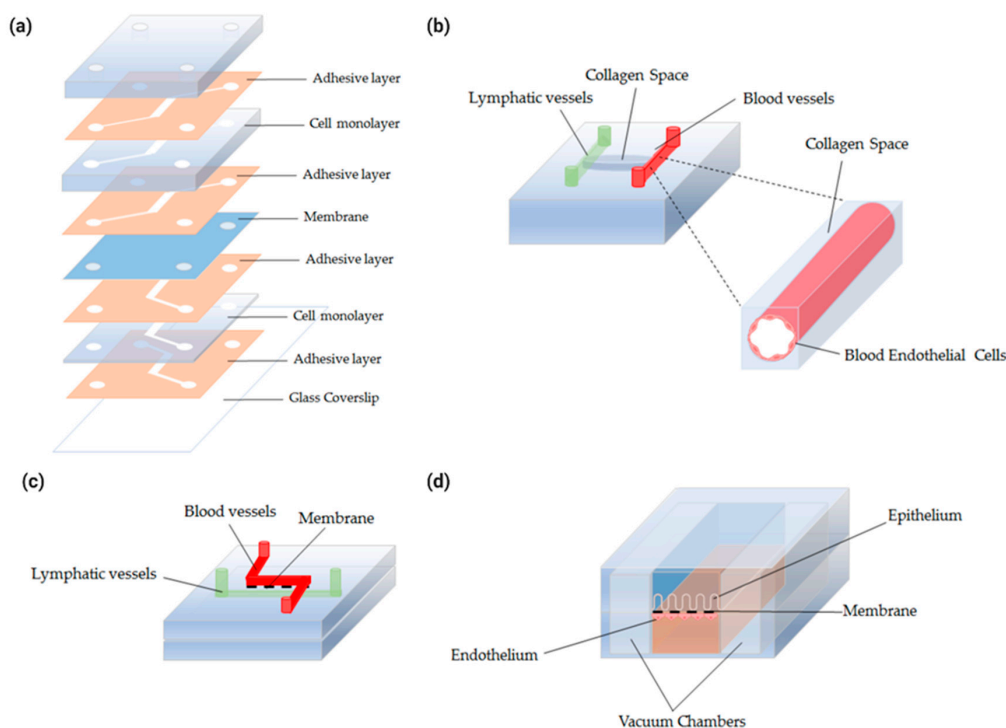 (a)
Adhesive layer
Cell monolayer
Adhesive layer
Membrane
Adhesive layer
Cell monolayer
Adhesive layer
Glass Coverslip
(b)
Collagen Space
Lymphatic vessels
Blood vessels
Collagen Space
Blood Endothelial Cells
(c)
Blood vessels
Membrane
Lymphatic vessels
(d)
Epithelium
Membrane
Endothelium
Vacuum Chambers